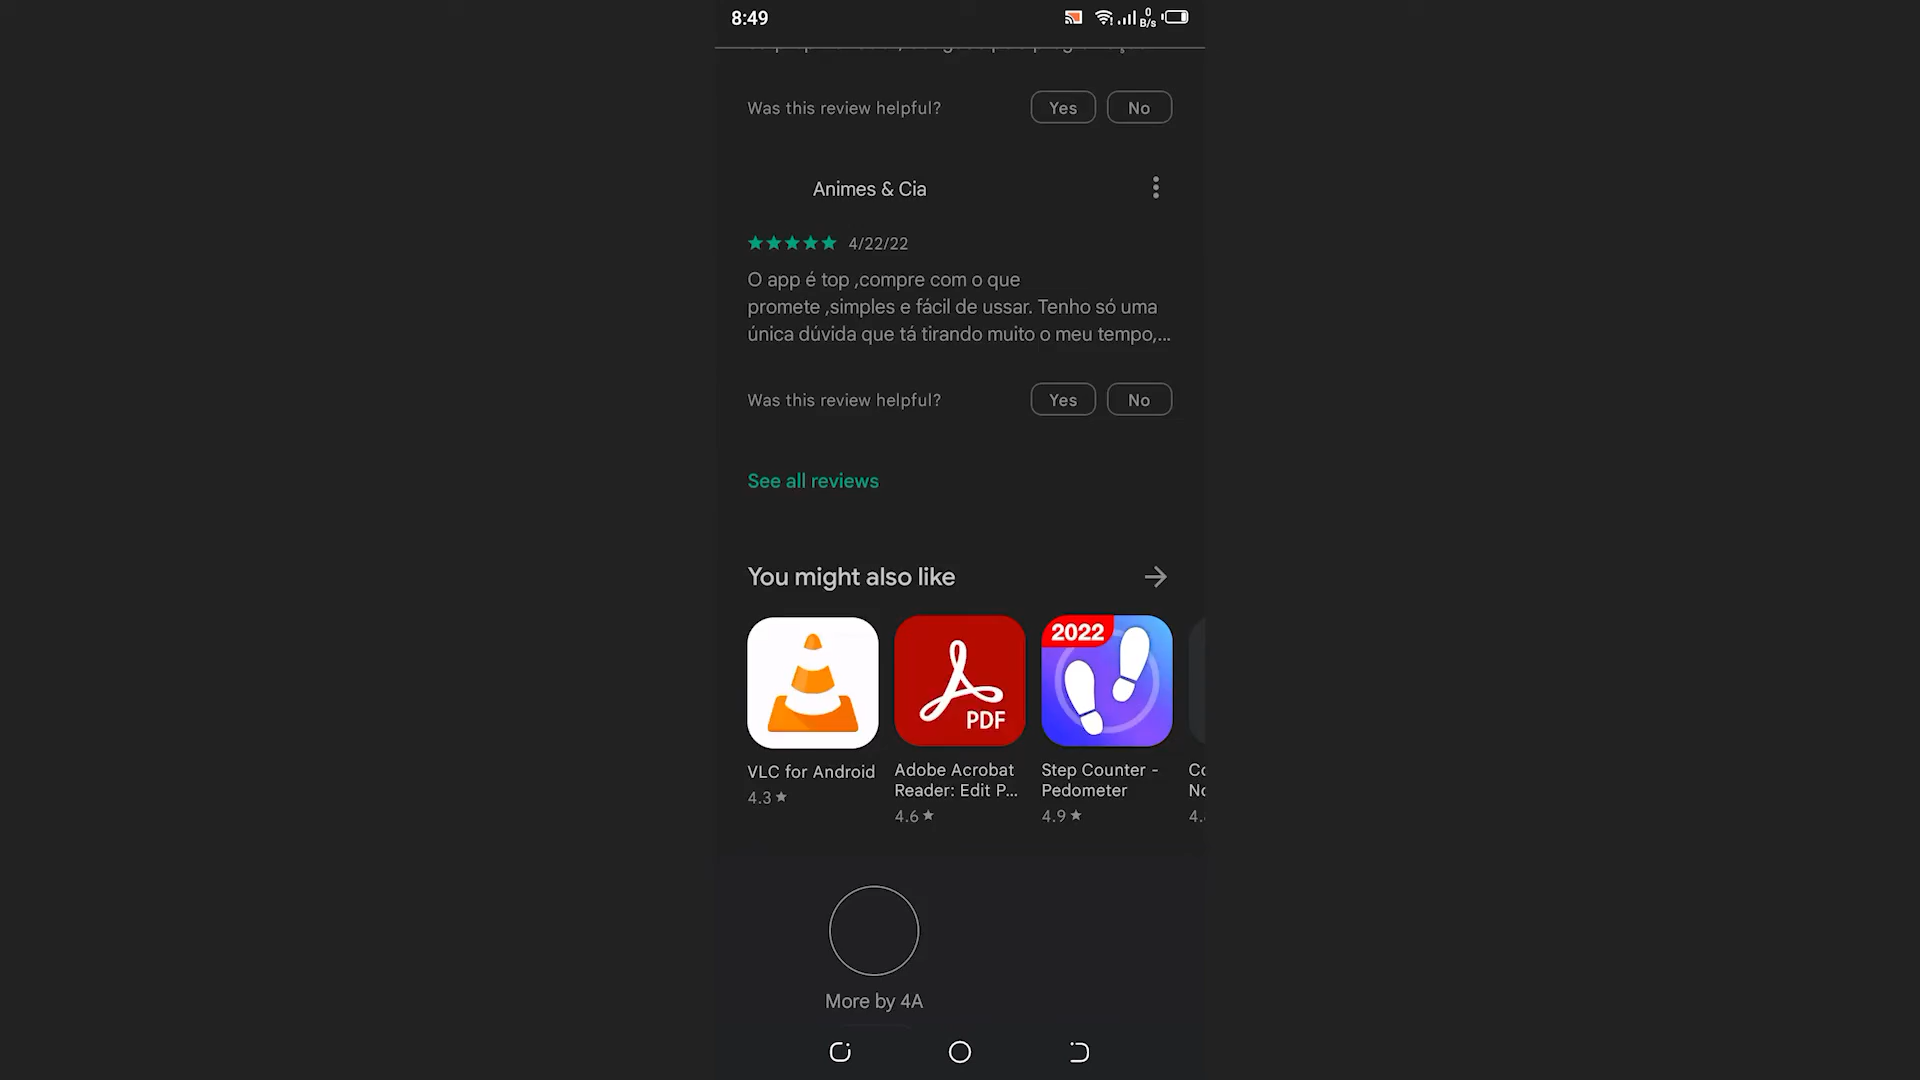 8:49
0
B/s
Was this review helpful?
Yes
No
Animes & Cia
4/22/22
O app é top ,compre com o que
promete ,simples e fácil de ussar. Tenho só uma
única dúvida que tá tirando muito o meu tempo,...
Was this review helpful?
Yes
No
See all reviews
You might also like
2022
PDF
VLC for Android
4.3
Adobe Acrobat
Reader: Edit P...
4.6
Step Counter -
Pedometer
4.9
More by 4A